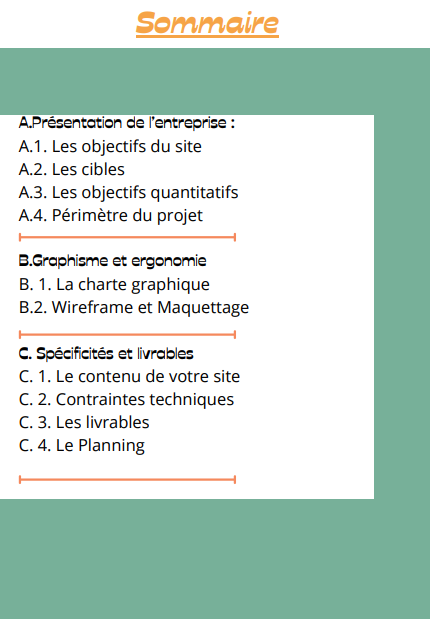 Sommaire
A.Présentation de l'entreprise :
A.1. Les objectifs du site
A.2. Les cibles
A.3. Les objectifs quantitatifs
A.4. Périmètre du projet
B.Graphisme et ergonomie
B. 1. La charte graphique
B.2. Wireframe et Maquettage
C. Spécificités et livrables
C. 1. Le contenu de votre site
C. 2. Contraintes techniques
C. 3. Les livrables
C. 4. Le Planning